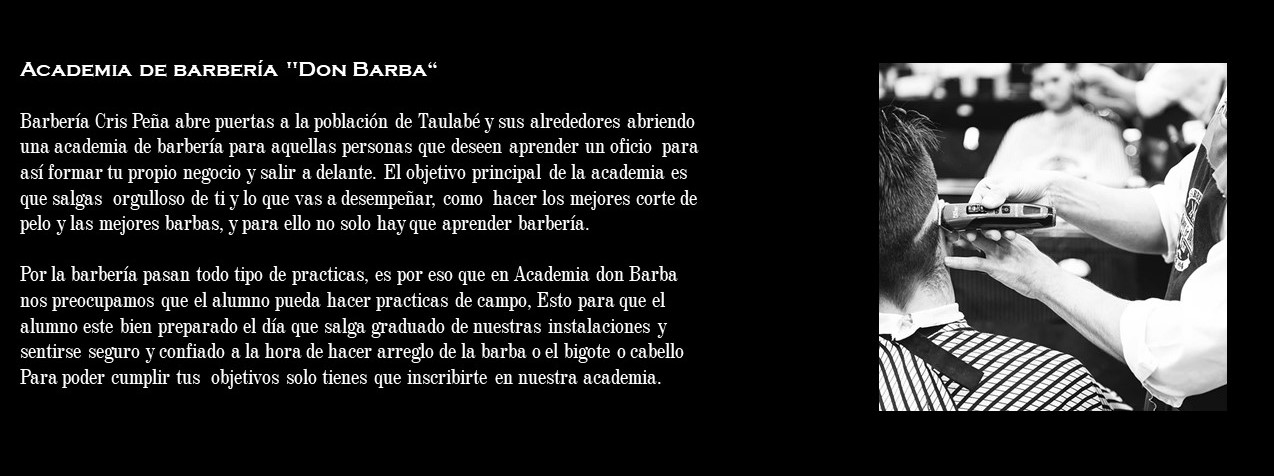 Academia de barbería "Don Barba“
Barbería Cris Peña abre puertas a la población de Taulabé y sus alrededores abriendo
una academia de barbería para aquellas personas que deseen aprender un oficio para
así formar tu propio negocio y salir a delante. El objetivo principal de la academia es
que salgas orgulloso de ti y lo que vas a desempeñar, como hacer los mejores corte de
pelo y las mejores barbas, y para ello no solo hay que aprender barbería.
Por la barbería pasan todo tipo de practicas, es por eso que en Academia don Barba
nos preocupamos que el alumno pueda hacer practicas de campo, Esto para que el
alumno este bien preparado el día que salga graduado de nuestras instalaciones y
sentirse seguro y confiado a la hora de hacer arreglo de la barba o el bigote o cabello
Para poder cumplir tus objetivos solo tienes que inscribirte en nuestra academia.